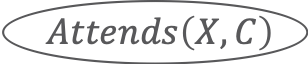 Attends(X, C)